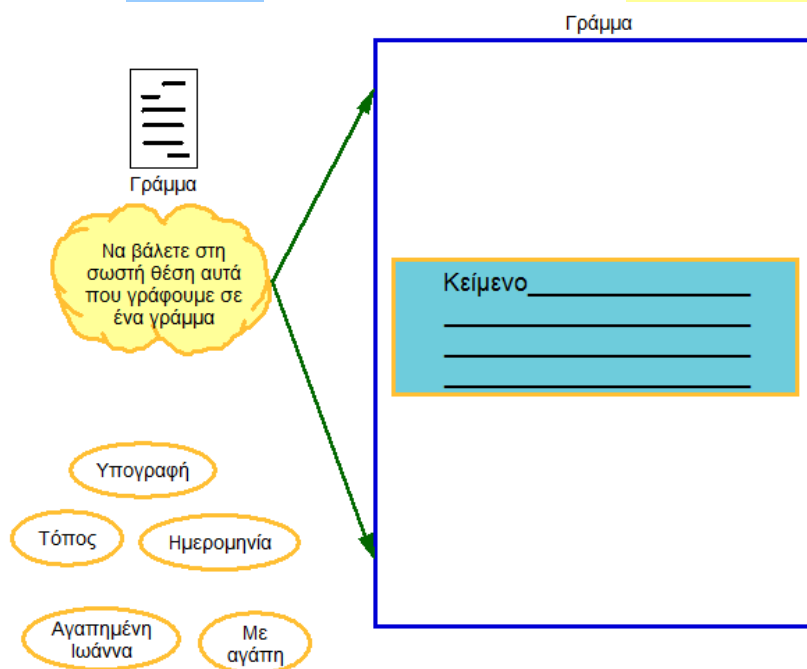 Γράμμα
Γράμμα
Να βάλετε στη
σωστή θέση αυτά
που γράφουμε σε
ένα γράμμα
Κείμενο
Υπογραφή
Τόπος
Ημερομηνία
Αγαπημένη
Ιωάννα
Με
αγάπη